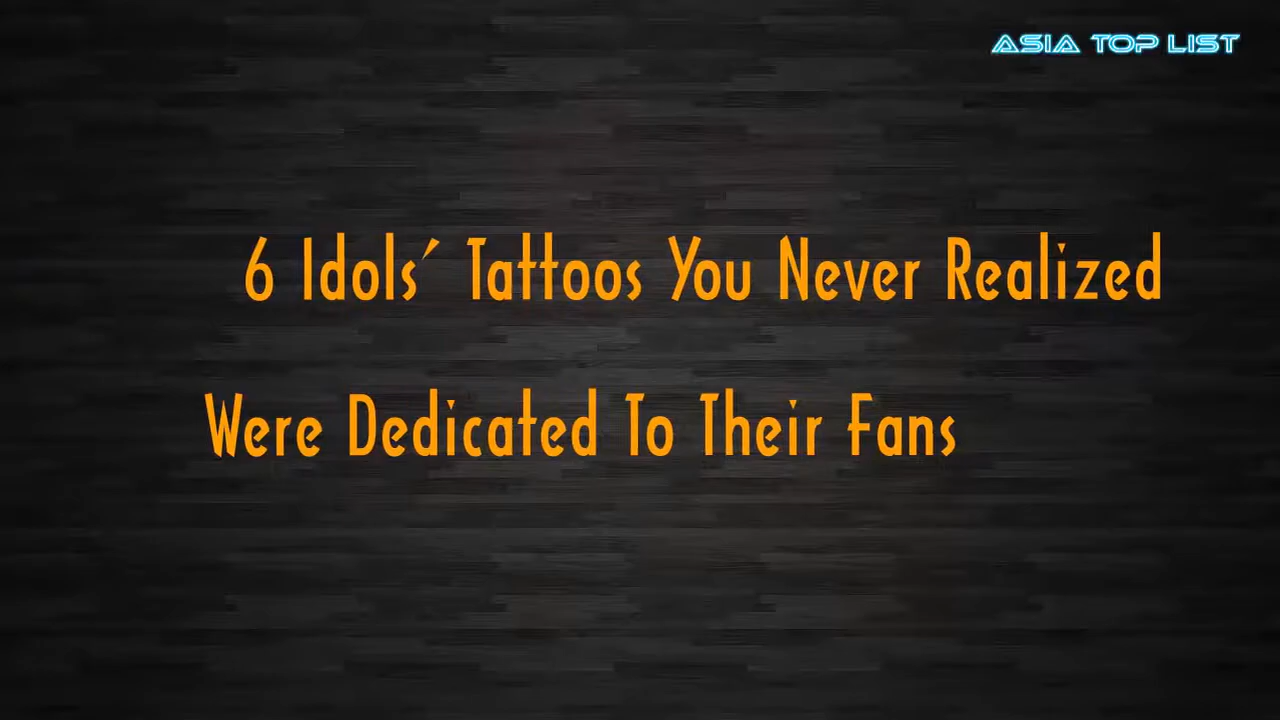 ASIA TOP LIST
6 Idols´ Tattoos You Never Realized
Were Dedicated To Their Fans